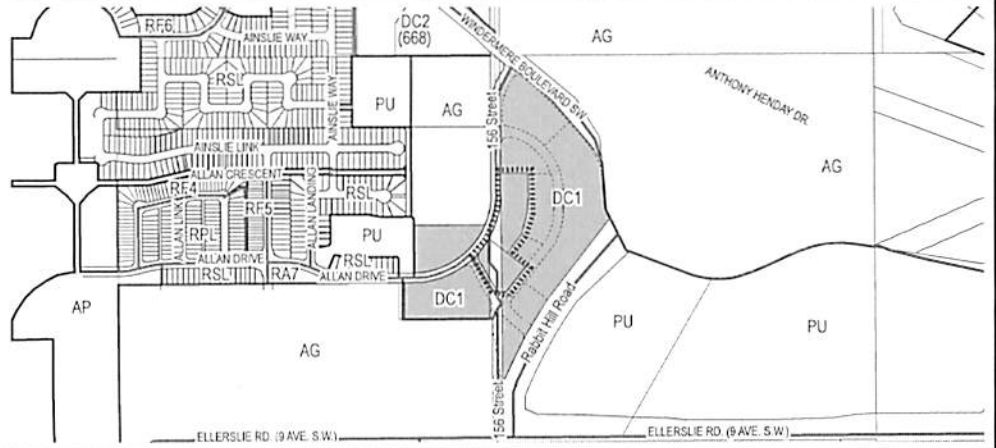 RF6
AINSLIE WAY
DC2
(668)
WINDERMERE BOULEVARD SW
AG
RSL
AINSLIE WAY
PU
AG
156 Street
ANTHONY HENDAY DR.
AG
AINSLIE LINK
ALLAN CRESCENT
RF4
ALLAN LINK
RF5
ALLAN LANDING
RSL
DC1
RPL
PU
ALLAN DRIVE
RSL
RSL
RA7
ALLAN DRIVE
AP
DC1
Rabbit Hill Road
PU
PU
AG
156 Street
ELLERSLIE RD. (9 AVE. S.W.)
ELLERSLIE RD. (9 AVE. S.W.)